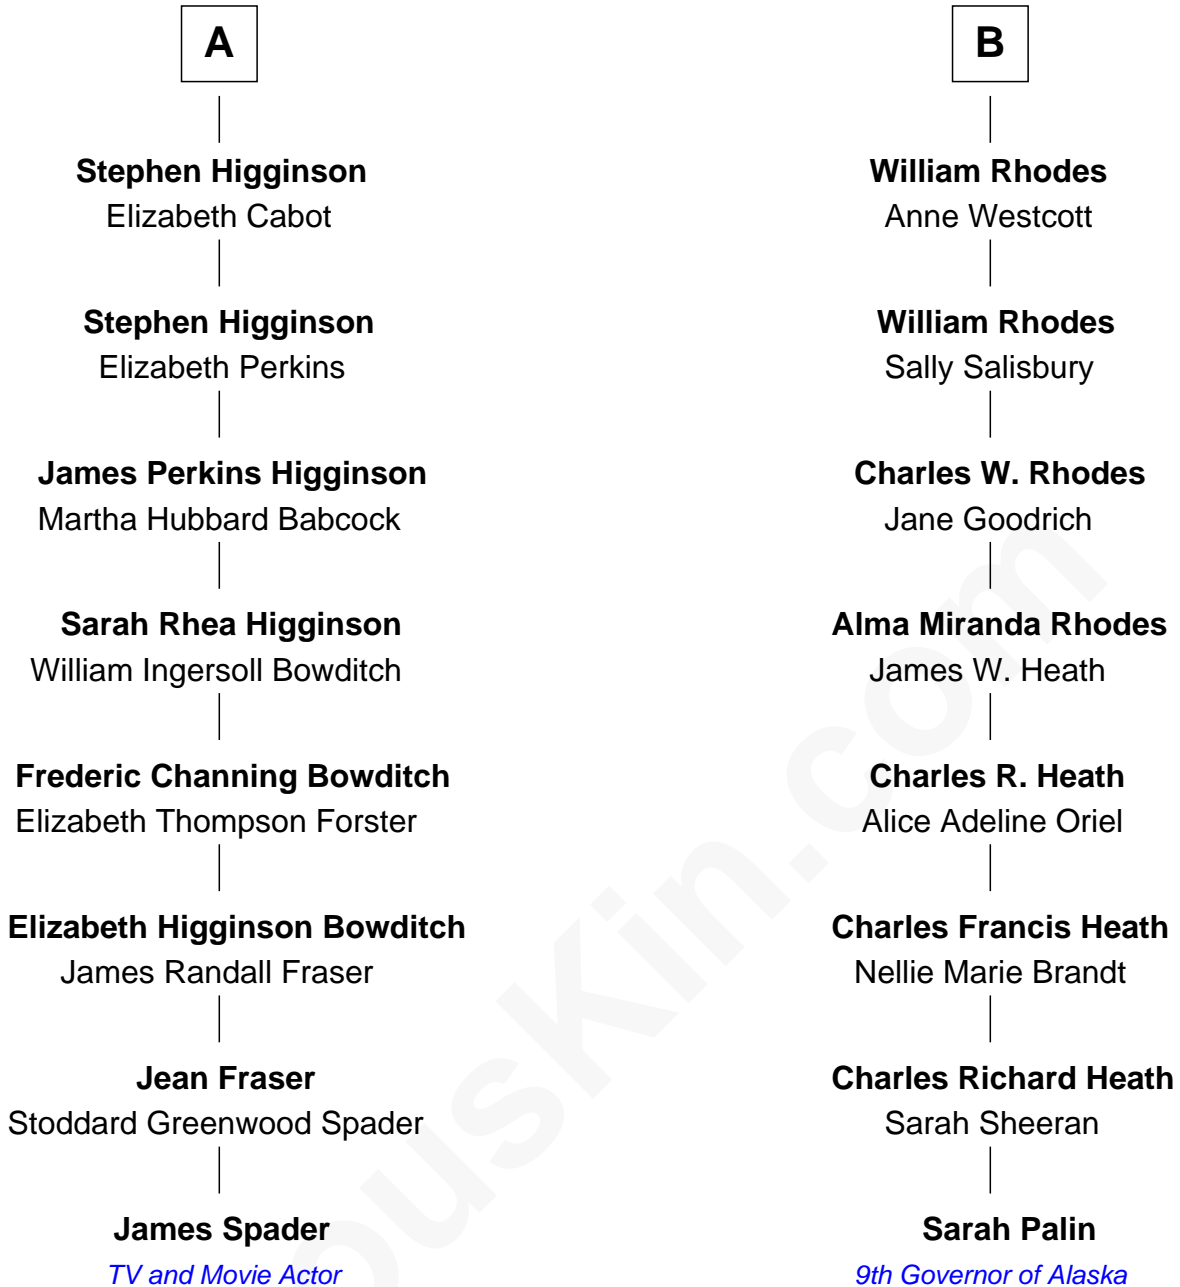 A
Stephen Higginson
Elizabeth Cabot
Stephen Higginson
Elizabeth Perkins
James Perkins Higginson
Martha Hubbard Babcock
Sarah Rhea Higginson
William Ingersoll Bowditch
Frederic Channing Bowditch
Elizabeth Thompson Forster
Elizabeth Higginson Bowditch
James Randall Fraser
Jean Fraser
Stoddard Greenwood Spader
James Spader
TV and Movie Actor
B
William Rhodes
Anne Westcott
William Rhodes
Sally Salisbury
Charles W. Rhodes
Jane Goodrich
Alma Miranda Rhodes
James W. Heath
Charles R. Heath
Alice Adeline Oriel
Charles Francis Heath
Nellie Marie Brandt
Charles Richard Heath
Sarah Sheeran
Sarah Palin
9th Governor of Alaska
ousKin.com